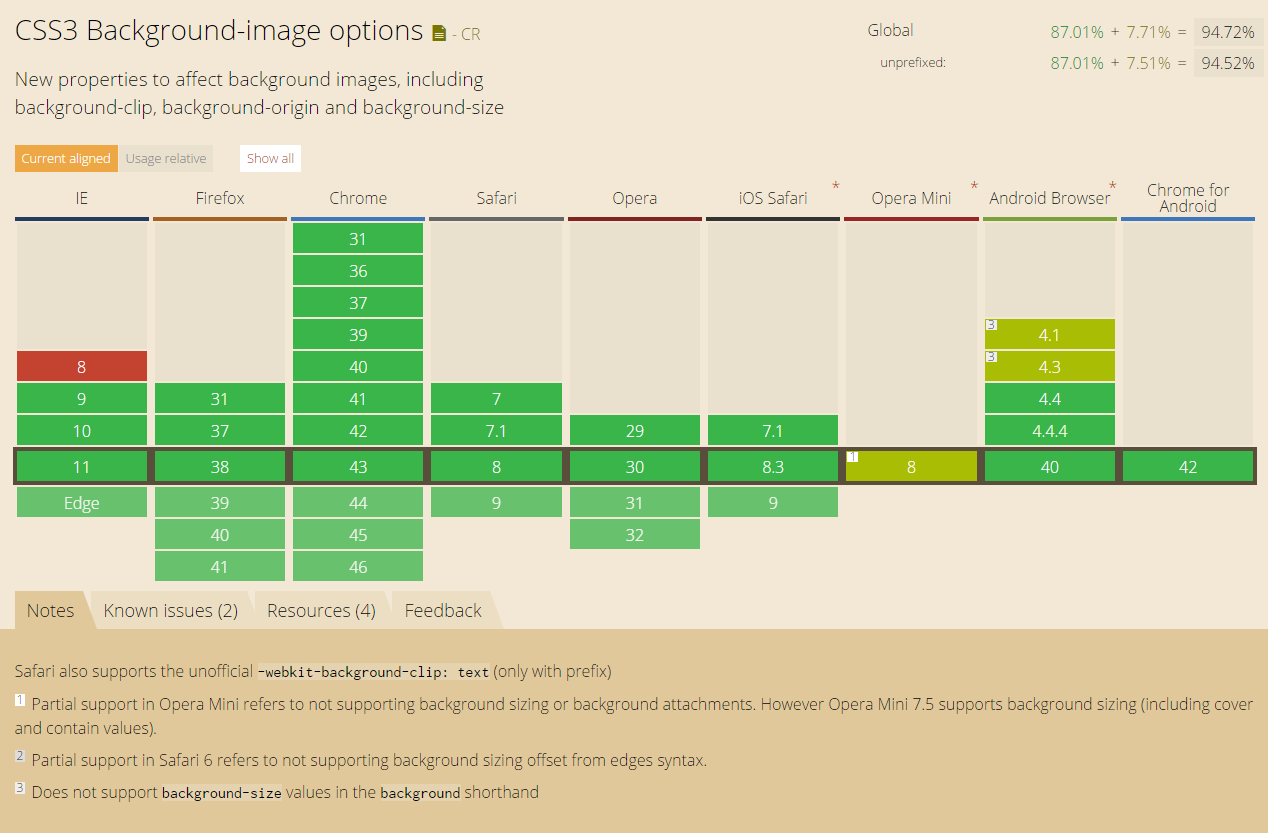 CSS3 Background-image options - CR
Global 87.01% + 7.71% = 94.72%
unprefixed: 87.01% + 7.51% = 94.52%
New properties to affect background images, including
background-clip, background-origin and background-size
Current aligned Usage relative Show all
IE Firefox Chrome Safari Opera iOS Safari * Opera Mini * Android Browser * Chrome for Android
31
36
37
39 3 4.1
8 40 3 4.3
9 31 41 7 4.4
10 37 42 7.1 29 7.1 4.4.4
11 38 43 8 30 8.3 1 8 40 42
Edge 39 44 9 31 9
40 45 32
41 46
Notes Known issues (2) Resources (4) Feedback
Safari also supports the unofficial -webkit-background-clip: text (only with prefix)
1 Partial support in Opera Mini refers to not supporting background sizing or background attachments. However Opera Mini 7.5 supports background sizing (including cover
and contain values).
2 Partial support in Safari 6 refers to not supporting background sizing offset from edges syntax.
3 Does not support background-size values in the background shorthand